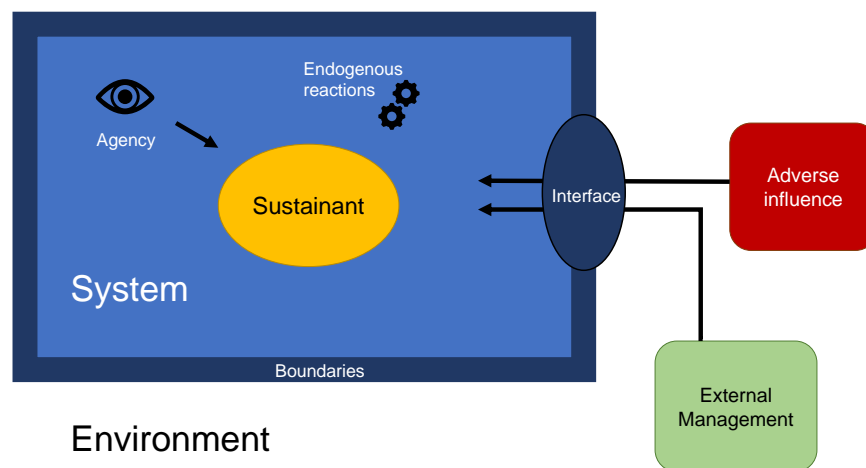 Endogenous
reactions
Agency
Sustainant
Interface
Adverse
influence
System
Boundaries
External
Management
Environment